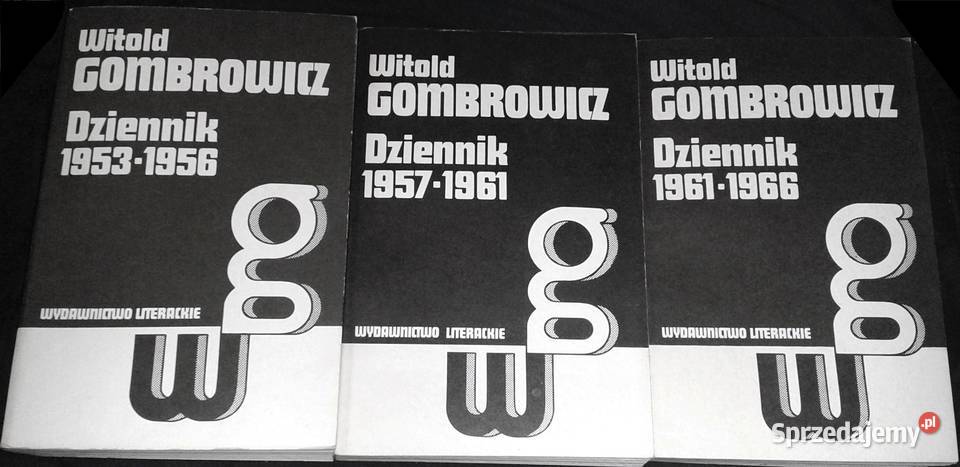 Witold
GOMBROWICZ
Dziennik
1953•1956
WYDAWNICTWO LITERACKIE
g
w
Witold
GOMBROWICZ
Dziennik
1957•1961
WYDAWNICTWO LITERACKIE
g
w
Witold
GOMBROWICZ
Dziennik
1961•1966
WYDAWNICTWO LITERACKIE
g
w
Sprzedajemy.pl